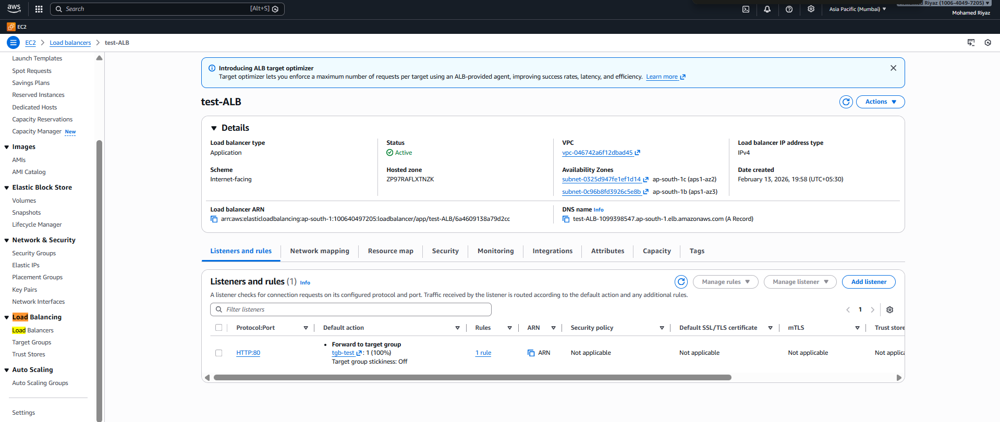 aws
Search [Alt+S]
Asia Pacific (Mumbai)
Mohamed Riyaz (1006-4049-7205)
Mohamed Riyaz
EC2
EC2 > Load balancers > test-ALB
Launch Templates
Spot Requests
Savings Plans
Reserved Instances
Dedicated Hosts
Capacity Reservations
Capacity Manager New
Images
AMIs
AMI Catalog
Elastic Block Store
Volumes
Snapshots
Lifecycle Manager
Network & Security
Security Groups
Elastic IPs
Placement Groups
Key Pairs
Network Interfaces
Load Balancing
Load Balancers
Target Groups
Trust Stores
Auto Scaling
Auto Scaling Groups
Settings
Introducing ALB target optimizer
Target optimizer lets you enforce a maximum number of requests per target using an ALB-provided agent, improving success rates, latency, and efficiency. Learn more
test-ALB
Actions
Details
Load balancer type
Application
Status
Active
VPC
vpc-046742a6f12dbad45
Load balancer IP address type
IPv4
Scheme
Internet-facing
Hosted zone
ZP97RAFLXTNZK
Availability Zones
subnet-0325d947fe1ef1d14 ap-south-1c (aps1-az2)
subnet-0c96b8fd3926c5e8b ap-south-1b (aps1-az3)
Date created
February 13, 2026, 19:58 (UTC+05:30)
Load balancer ARN
arn:aws:elasticloadbalancing:ap-south-1:100640497205:loadbalancer/app/test-ALB/6a4609138a79d2cc
DNS name Info
test-ALB-1099398547.ap-south-1.elb.amazonaws.com (A Record)
Listeners and rules Network mapping Resource map Security Monitoring Integrations Attributes Capacity Tags
Listeners and rules (1) Info
Manage rules Manage listener Add listener
A listener checks for connection requests on its configured protocol and port. Traffic received by the listener is routed according to the default action and any additional rules.
Filter listeners
1
Protocol:Port Default action Rules ARN Security policy Default SSL/TLS certificate mTLS Trust store
HTTP:80
• Forward to target group
tgb-test : 1 (100%)
Target group stickiness: Off
1 rule
ARN
Not applicable
Not applicable
Not applicable
Not applica